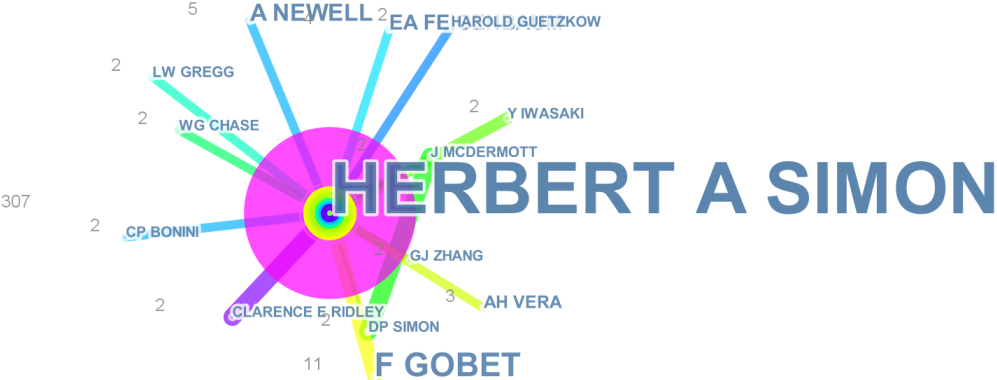 5
A NEWELL
4
2
EA FE
HAROLD GUETZKOW
2
LW GREGG
2
WG CHASE
2
Y IWASAKI
2
J MCDERMOTT
HERBERT A SIMON
307
2
CP BONINI
2
GJ ZHANG
3
AH VERA
2
CLARENCE E RIDLEY
2
DP SIMON
11
F GOBET